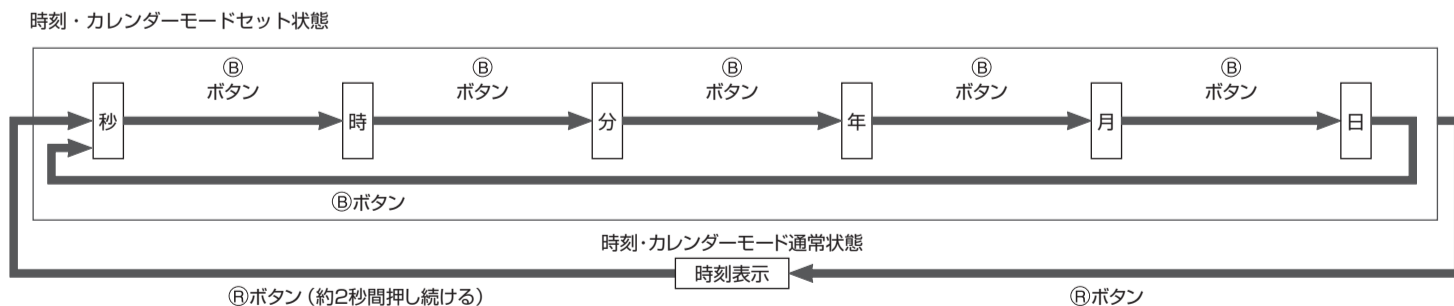 時刻・カレンダーモードセット状態
Ⓑ
ボタン
Ⓑ
ボタン
Ⓑ
ボタン
Ⓑ
ボタン
Ⓑ
ボタン
秒
時
分
年
月
日
Ⓑボタン
時刻・カレンダーモード通常状態
時刻表示
Ⓡボタン（約2秒間押し続ける）
Ⓡボタン